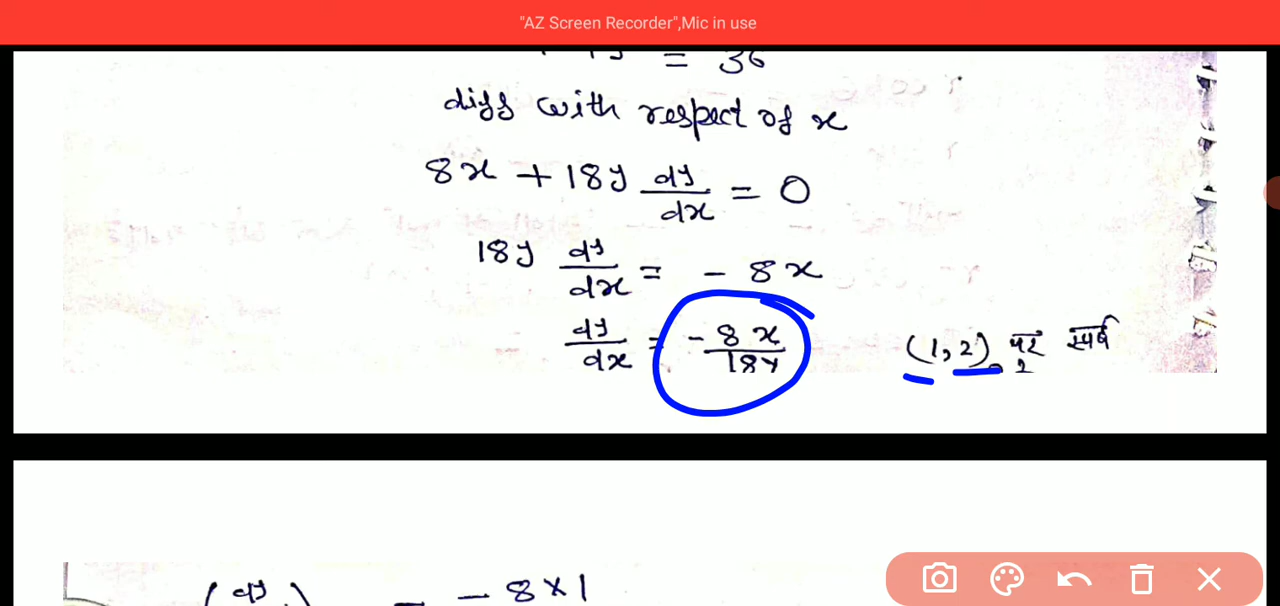 "AZ Screen Recorder",Mic in use
= 36
diff with respect of x
8x + 18y dy/dx = 0
18y dy/dx = - 8x
dy/dx = - 8x/18y (1,2) पर स्पर्श
(dy = - 8 × 1